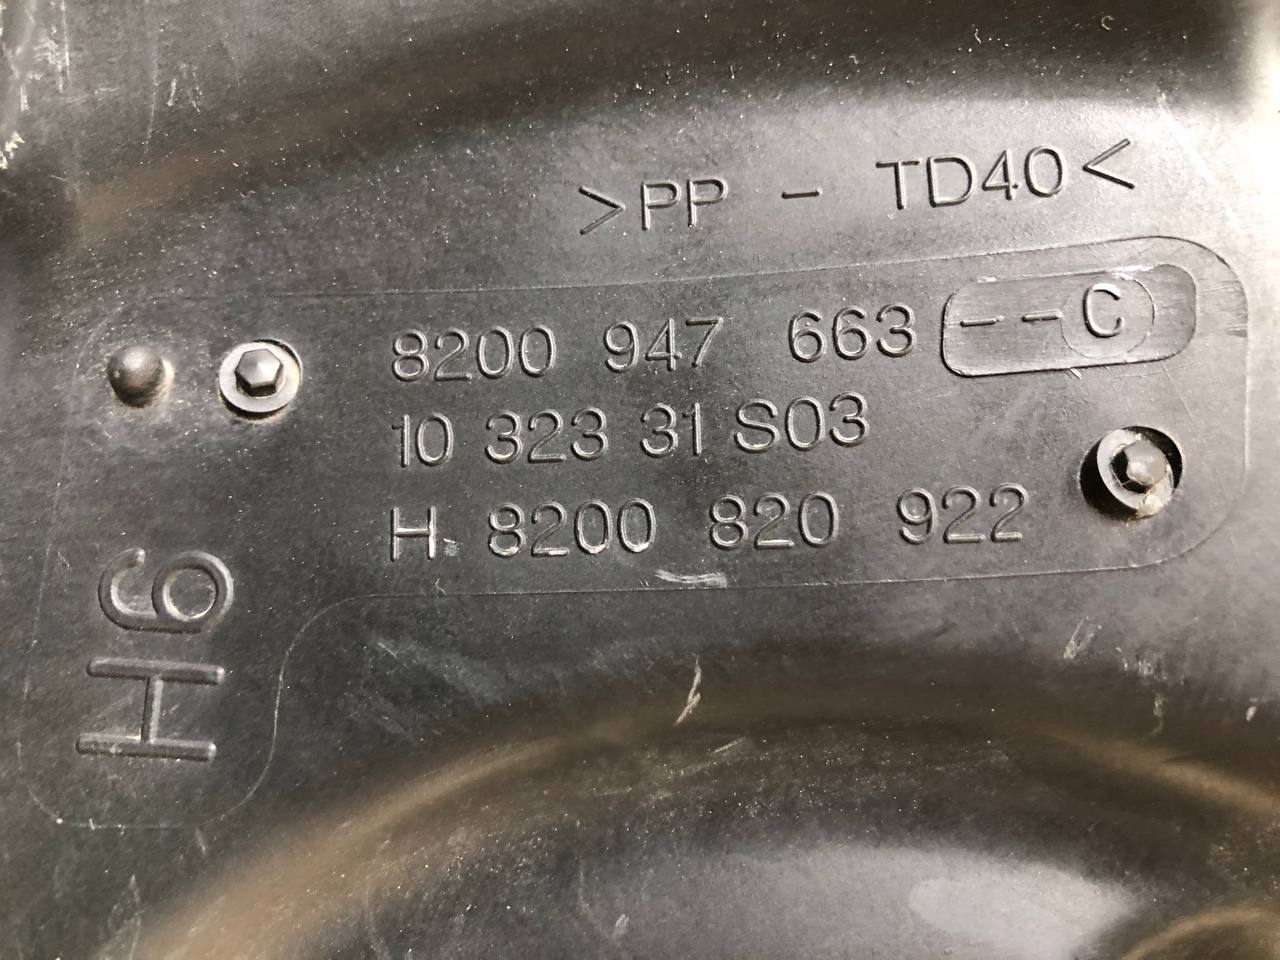 >PP - TD40<
8200 947 663 --C
10 323 31 S03
H. 8200 820 922
H6